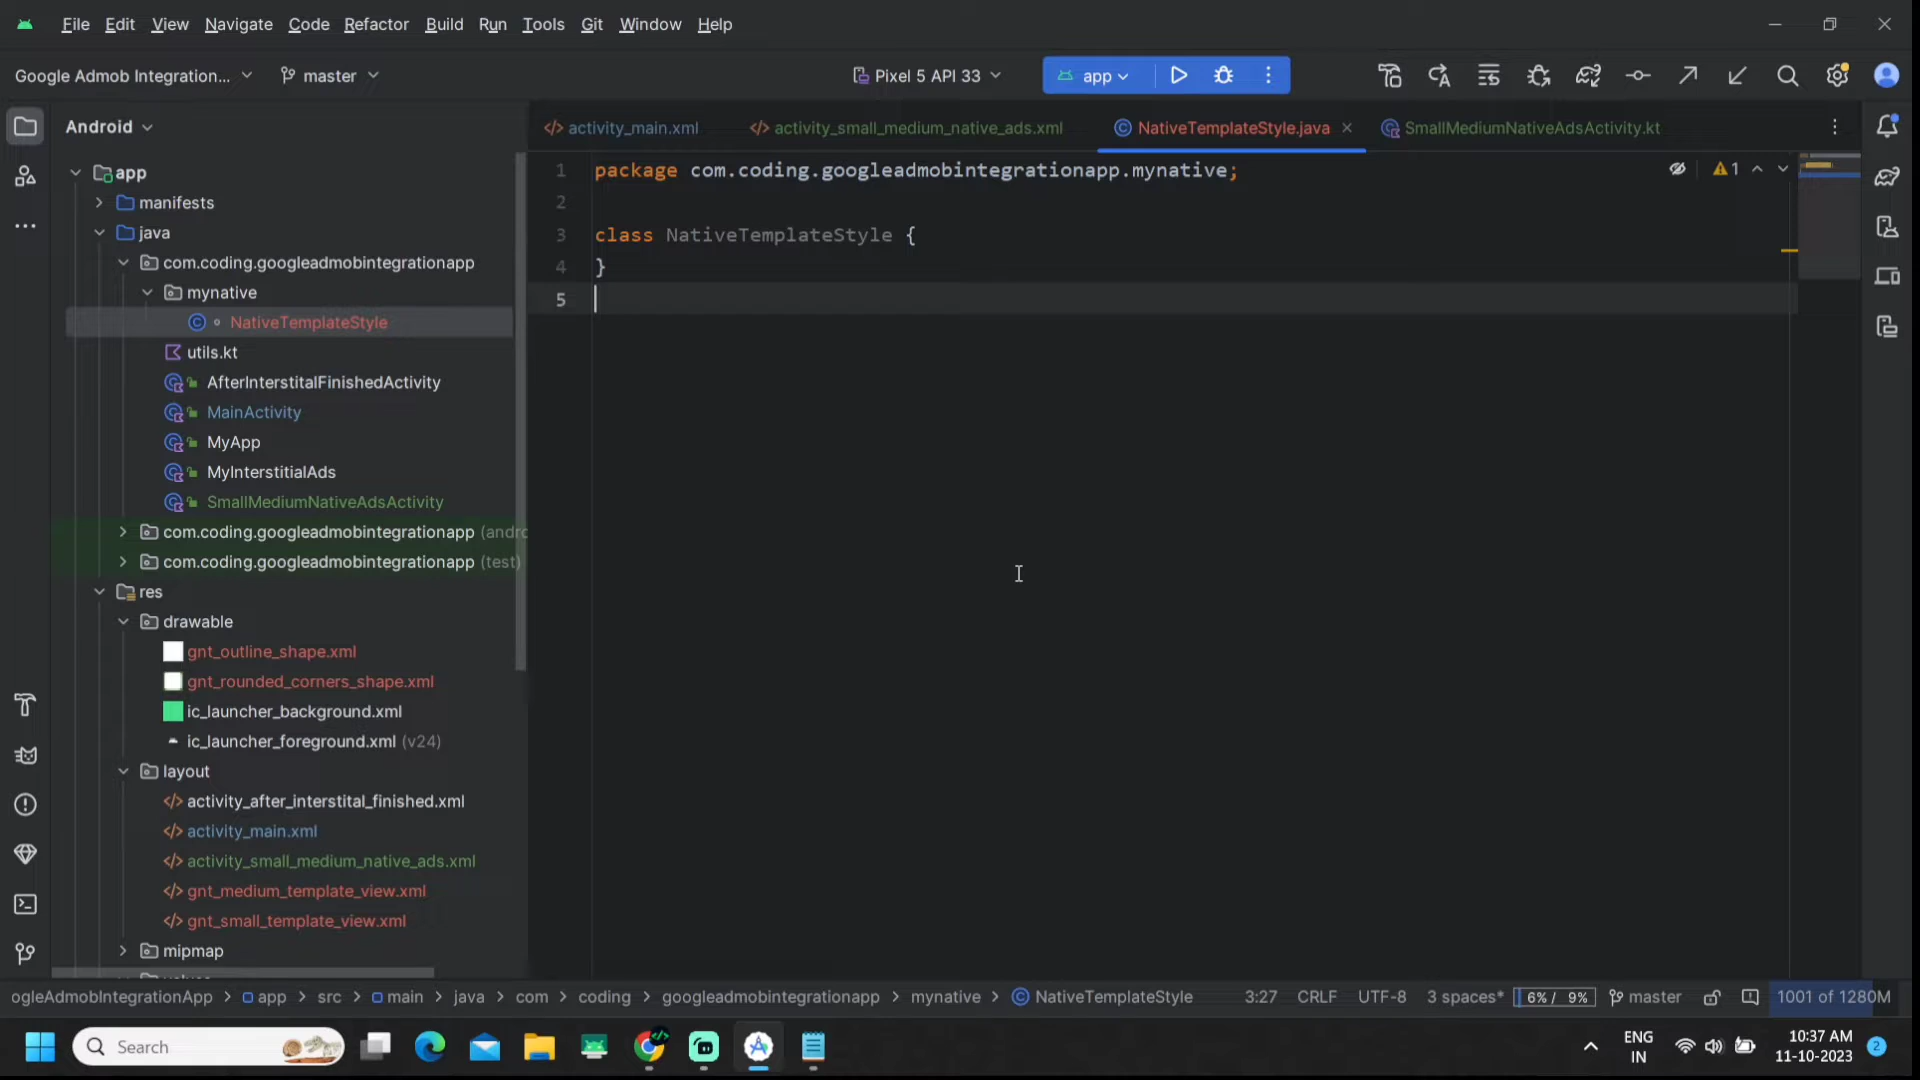 File Edit View Navigate Code Refactor Build Run Tools Git Window Help
Google Admob Integration... master Pixel 5 API 33 app
Android
activity_main.xml activity_small_medium_native_ads.xml NativeTemplateStyle.java SmallMediumNativeAdsActivity.kt
app
manifests
java
com.coding.googleadmobintegrationapp
mynative
NativeTemplateStyle
utils.kt
AfterInterstitalFinishedActivity
MainActivity
MyApp
MyInterstitialAds
SmallMediumNativeAdsActivity
com.coding.googleadmobintegrationapp (andro
com.coding.googleadmobintegrationapp (test)
res
drawable
gnt_outline_shape.xml
gnt_rounded_corners_shape.xml
ic_launcher_background.xml
ic_launcher_foreground.xml (v24)
layout
activity_after_interstital_finished.xml
activity_main.xml
activity_small_medium_native_ads.xml
gnt_medium_template_view.xml
gnt_small_template_view.xml
mipmap
1 package com.coding.googleadmobintegrationapp.mynative;
1
2
3 class NativeTemplateStyle {
4 }
5
ogleAdmobIntegrationApp > app > src > main > java > com > coding > googleadmobintegrationapp > mynative > NativeTemplateStyle 3:27 CRLF UTF-8 3 spaces* 6% / 9% master 1001 of 1280M
Search
ENG
IN
10:37 AM
11-10-2023
2